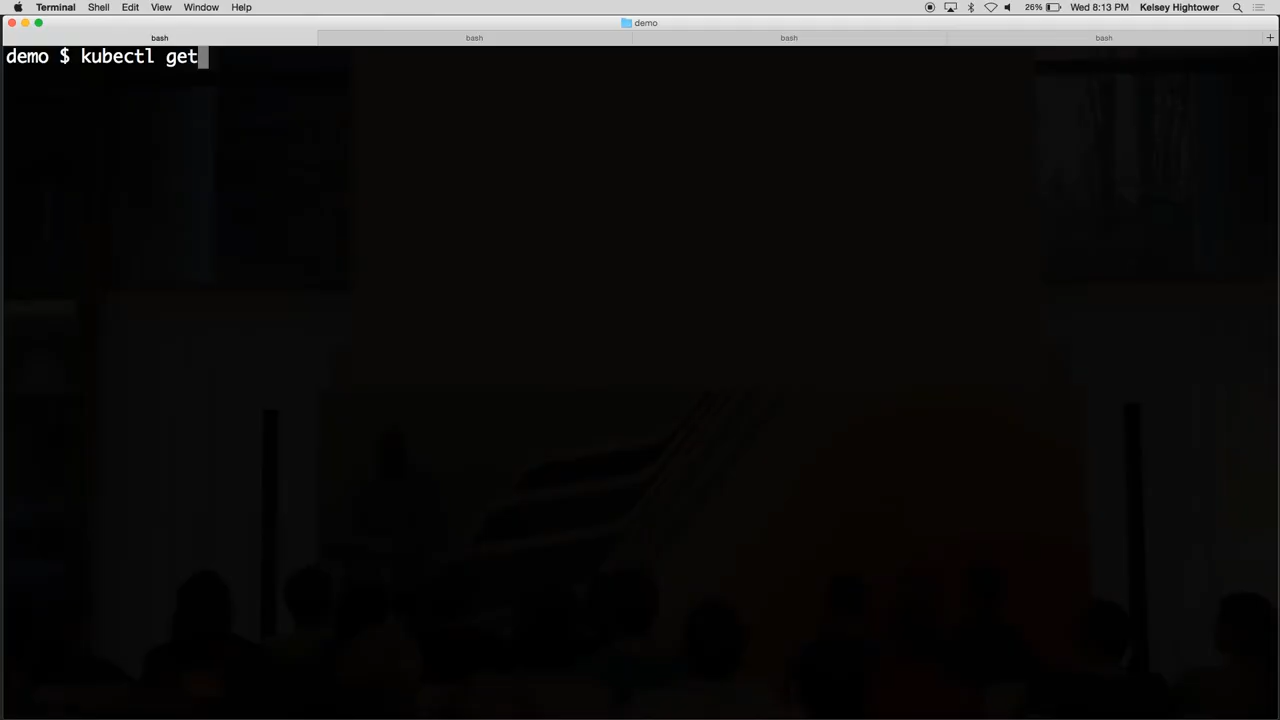 Terminal Shell Edit View Window Help 26% Wed 8:13 PM Kelsey Hightower
demo
bash bash bash bash +
demo $ kubectl get